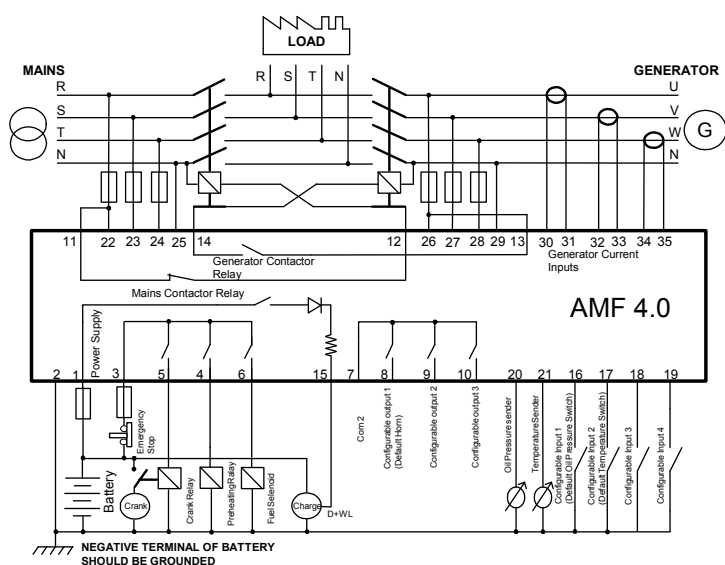 LOAD
MAINS
GENERATOR
R S T N
R
S
T
N
U
V
W
N
G
11 22 23 24 25 14 12 26 27 28 29 13 30 31 32 33 34 35
Generator Contactor
Relay
Generator Current
Inputs
Mains Contactor Relay
AMF 4.0
Power Supply
2 1 3 5 4 6 15 7 8 9 10 20 21 16 17 18 19
Emergency
Stop
Battery
Crank
Crank Relay
Preheating Ralay
Fuel Selenoid
Charge
D+WL
Com 2
Configurable output 1
(Default Horn)
Configurable output 2
Configurable output 3
Oil Pressure sender
Temperature Sender
Configurable Input 1
(Default Oil Pressure Switch)
Configurable Input 2
(Default Temperature Switch)
Configurable Input 3
Configurable Input 4
NEGATIVE TERMINAL OF BATTERY
SHOULD BE GROUNDED